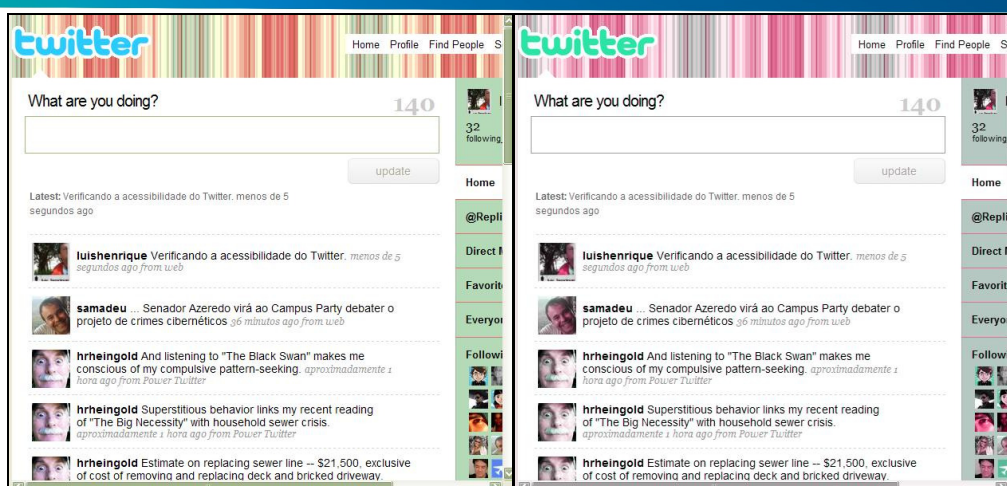 twitter
Home Profile Find People S
What are you doing?
140
update
Latest: Verificando a acessibilidade do Twitter. menos de 5
segundos ago
luishenrique Verificando a acessibilidade do Twitter. menos de 5
segundos ago from web
samadeu ... Senador Azeredo virá ao Campus Party debater o
projeto de crimes cibernéticos 36 minutos ago from web
hrheingold And listening to "The Black Swan" makes me
conscious of my compulsive pattern-seeking. aproximadamente 1
hora ago from Power Twitter
hrheingold Superstitious behavior links my recent reading
of "The Big Necessity" with household sewer crisis.
aproximadamente 1 hora ago from Power Twitter
hrheingold Estimate on replacing sewer line -- $21,500, exclusive
of cost of removing and replacing deck and bricked driveway.
32
following
Home
@Repli
Direct
Favorit
Everyo
Followi
twitter
Home Profile Find People S
What are you doing?
140
update
Latest: Verificando a acessibilidade do Twitter. menos de 5
segundos ago
luishenrique Verificando a acessibilidade do Twitter. menos de 5
segundos ago from web
samadeu ... Senador Azeredo virá ao Campus Party debater o
projeto de crimes cibernéticos 36 minutos ago from web
hrheingold And listening to "The Black Swan" makes me
conscious of my compulsive pattern-seeking. aproximadamente 1
hora ago from Power Twitter
hrheingold Superstitious behavior links my recent reading
of "The Big Necessity" with household sewer crisis.
aproximadamente 1 hora ago from Power Twitter
hrheingold Estimate on replacing sewer line -- $21,500, exclusive
of cost of removing and replacing deck and bricked driveway.
32
following
Home
@Repli
Direct
Favorit
Everyo
Follow